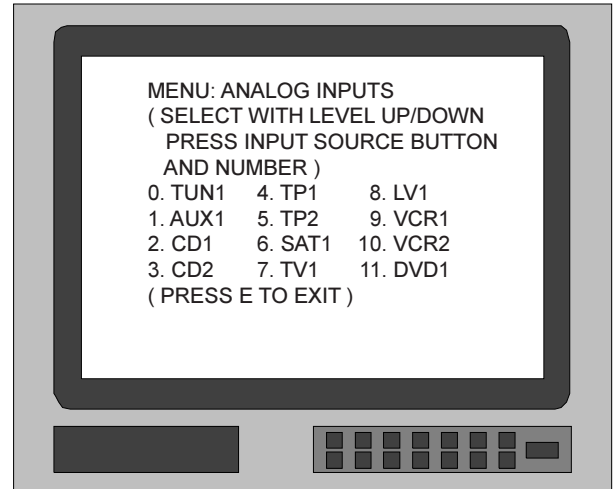 MENU: ANALOG INPUTS
( SELECT WITH LEVEL UP/DOWN
PRESS INPUT SOURCE BUTTON
AND NUMBER )
0. TUN1 4. TP1 8. LV1
1. AUX1 5. TP2 9. VCR1
2. CD1 6. SAT1 10. VCR2
3. CD2 7. TV1 11. DVD1
( PRESS E TO EXIT )